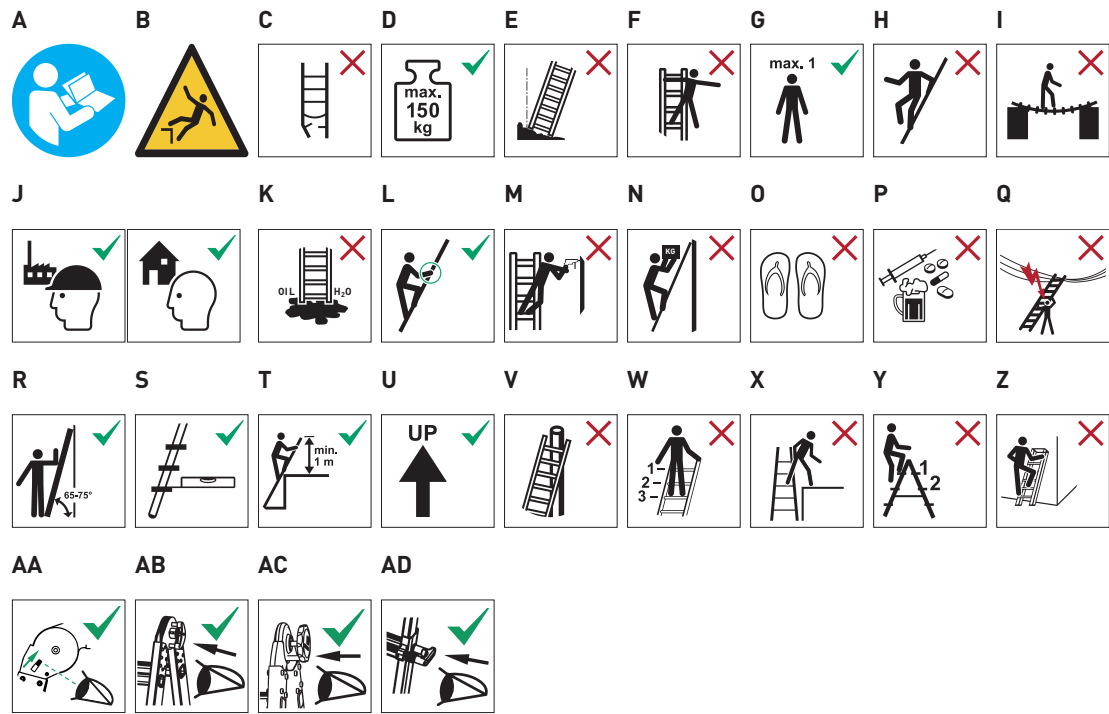 A B C D E F G H I
max.
150
kg
max. 1
J K L M N O P Q
OIL H₂O
KG
R S T U V W X Y Z
65-75°
min.
1 m
UP
1
2
3
1
2
AA AB AC AD